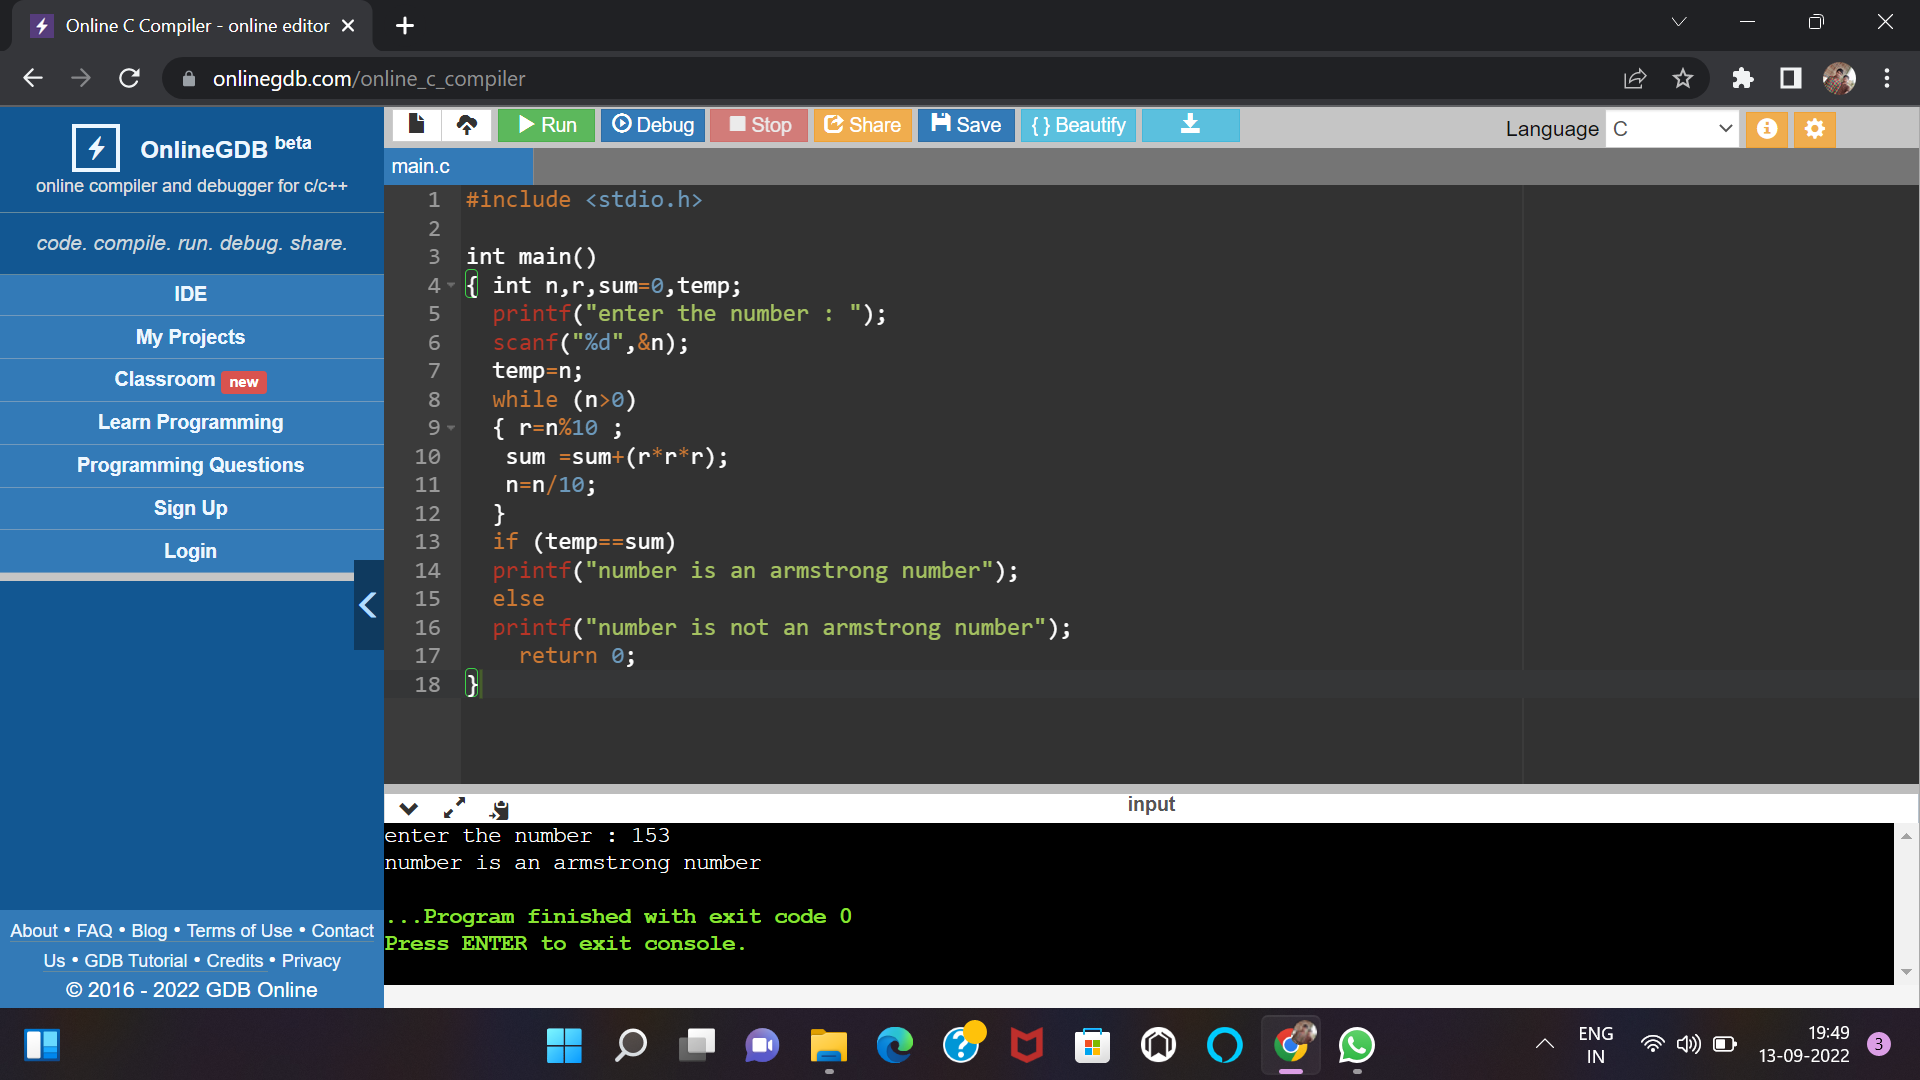 Online C Compiler - online editor
onlinegdb.com/online_c_compiler
OnlineGDB beta
online compiler and debugger for c/c++
code. compile. run. debug. share.
IDE
My Projects
Classroom new
Learn Programming
Programming Questions
Sign Up
Login
About • FAQ • Blog • Terms of Use • Contact
Us • GDB Tutorial • Credits • Privacy
© 2016 - 2022 GDB Online
Run Debug Stop Share Save { } Beautify
Language C
main.c
1 #include <stdio.h>
2
3 int main()
4 { int n,r,sum=0,temp;
5 printf("enter the number : ");
6 scanf("%d",&n);
7 temp=n;
8 while (n>0)
9 { r=n%10 ;
10 sum =sum+(r*r*r);
11 n=n/10;
12 }
13 if (temp==sum)
14 printf("number is an armstrong number");
15 else
16 printf("number is not an armstrong number");
17 return 0;
18 }
input
enter the number : 153
number is an armstrong number
...Program finished with exit code 0
Press ENTER to exit console.
ENG
IN
19:49
13-09-2022
3